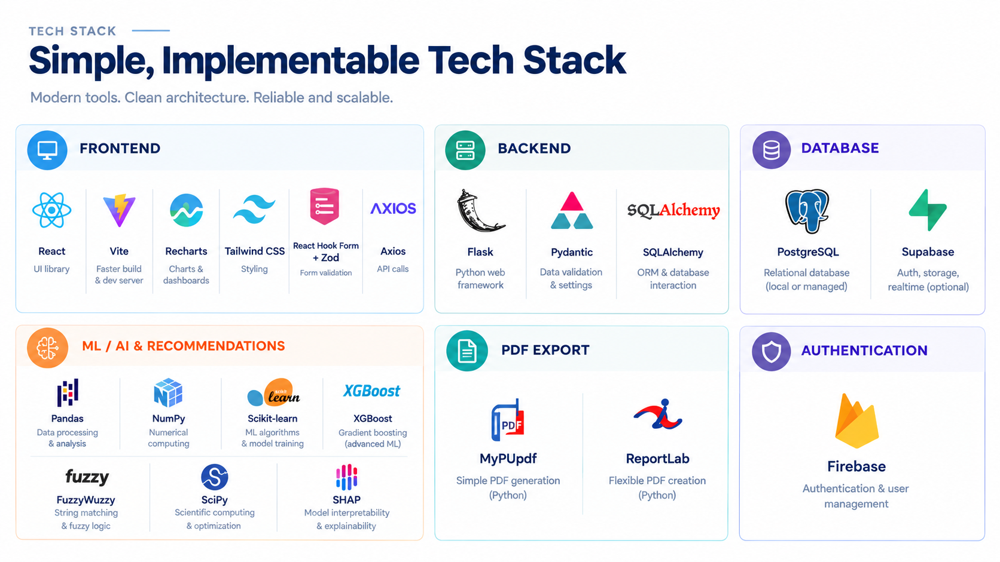 TECH STACK
Simple, Implementable Tech Stack
Modern tools. Clean architecture. Reliable and scalable.
FRONTEND
React
UI library
Vite
Faster build
& dev server
Recharts
Charts &
dashboards
Tailwind CSS
Styling
React Hook Form
+ Zod
Form validation
AXIOS
Axios
API calls
BACKEND
Flask
Python web
framework
Pydantic
Data validation
& settings
SQLAlchemy
SQLAlchemy
ORM & database
interaction
DATABASE
PostgreSQL
Relational database
(local or managed)
Supabase
Auth, storage,
realtime (optional)
ML / AI & RECOMMENDATIONS
Pandas
Data processing
& analysis
N
NumPy
Numerical
computing
scikit
learn
Scikit-learn
ML algorithms
& model training
XGBoost
XGBoost
Gradient boosting
(advanced ML)
fuzzy
FuzzyWuzzy
String matching
& fuzzy logic
SciPy
Scientific computing
& optimization
SHAP
Model interpretability
& explainability
PDF EXPORT
PDF
MyPUpdf
Simple PDF generation
(Python)
ReportLab
Flexible PDF creation
(Python)
AUTHENTICATION
Firebase
Authentication & user
management